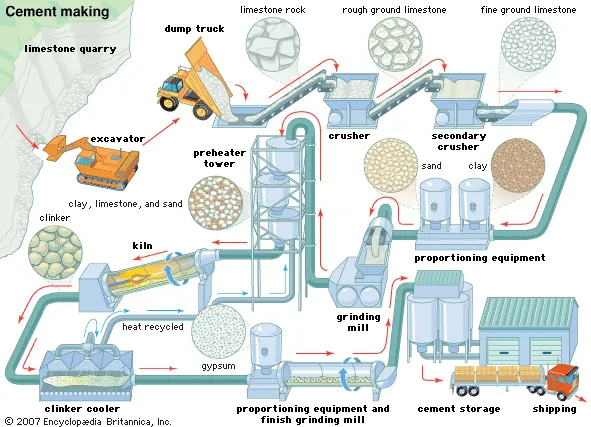 Cement making
limestone quarry
dump truck
limestone rock
rough ground limestone
fine ground limestone
excavator
crusher
secondary
crusher
preheater
tower
sand
clay
clay, limestone, and sand
clinker
kiln
proportioning equipment
grinding
mill
heat recycled
gypsum
clinker cooler
proportioning equipment and
finish grinding mill
cement storage
shipping
© 2007 Encyclopædia Britannica, Inc.